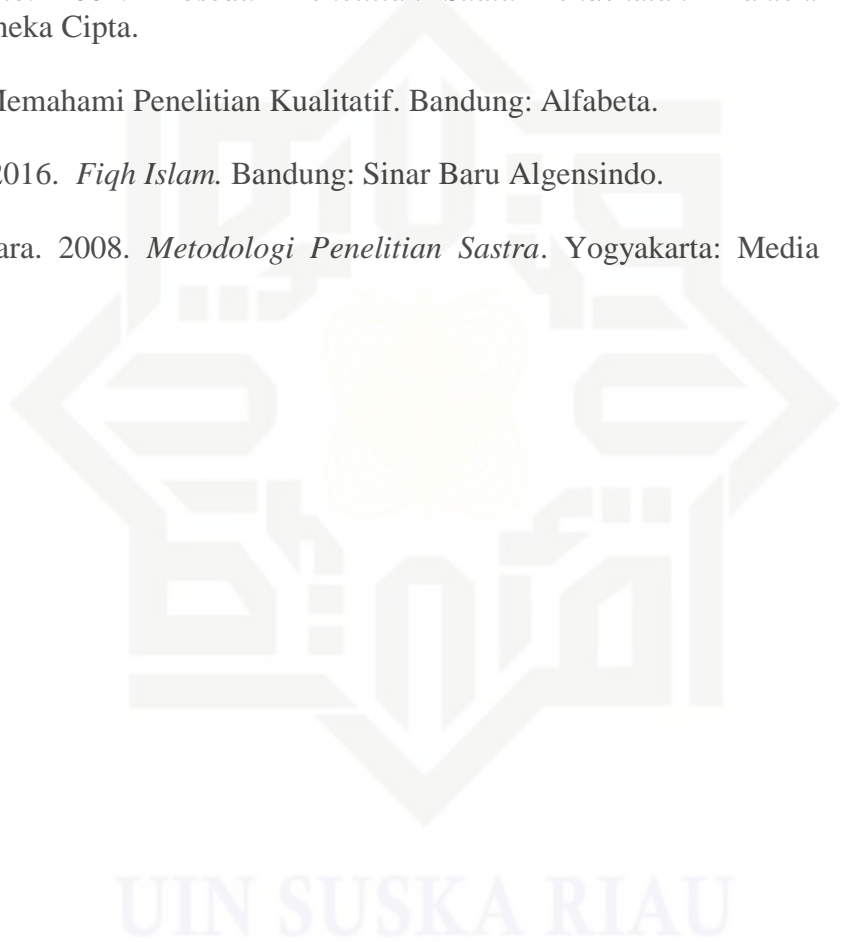 neka Cipta.
Memahami Penelitian Kualitatif. Bandung: Alfabeta.
2016. Fiqh Islam. Bandung: Sinar Baru Algensindo.
ara. 2008. Metodologi Penelitian Sastra. Yogyakarta: Media
UIN SUSKA RIAU